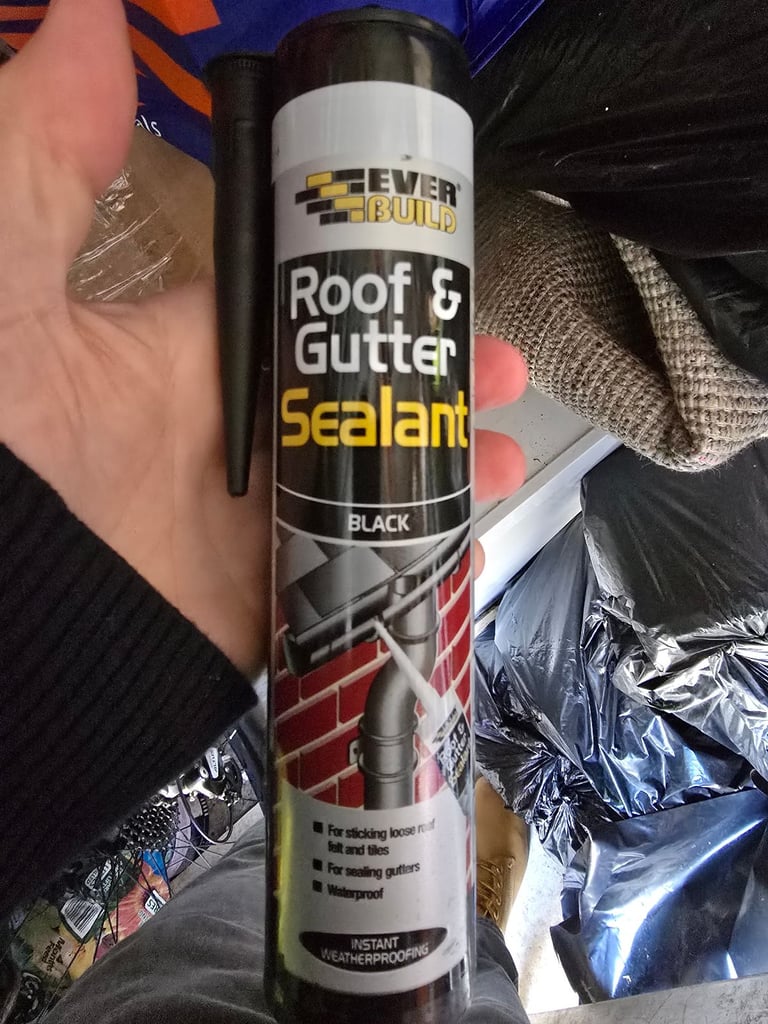 als
EVER
BUILD
Roof &
Gutter
Sealant
BLACK
For sticking loose roof
felt and tiles
For sealing gutters
Waterproof
INSTANT
WEATHERPROOFING